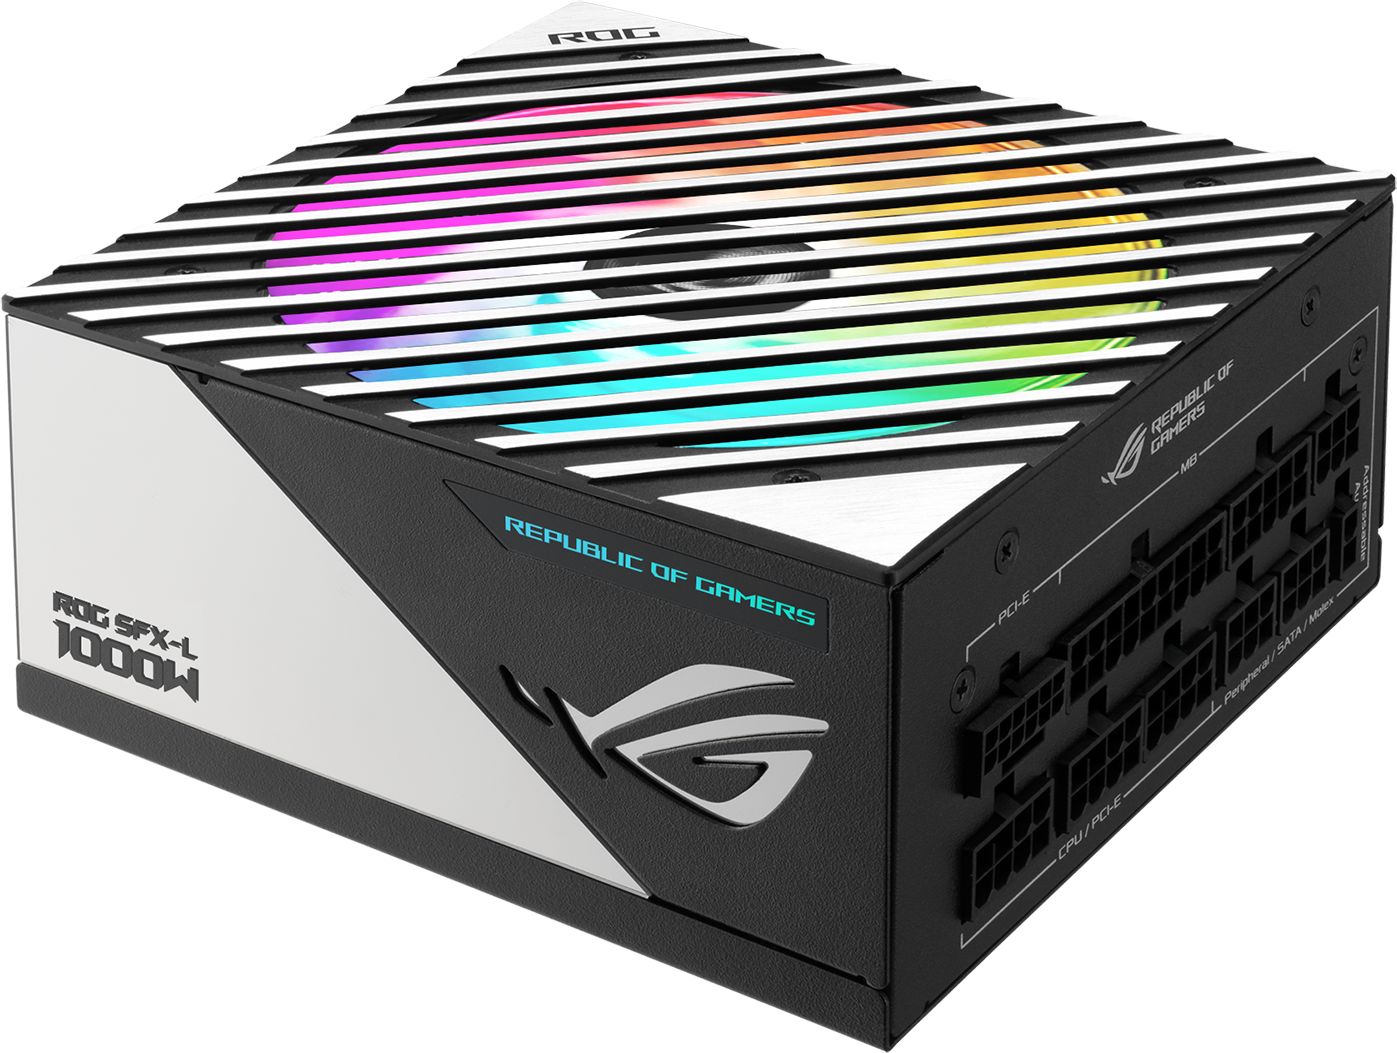 ROG
REPUBLIC OF GAMERS
ROG SFX-L
1000W
REPUBLIC OF
GAMERS
MB
PCI-E
Addressable
AU
Peripheral / SATA / Molex
CPU / PCI-E